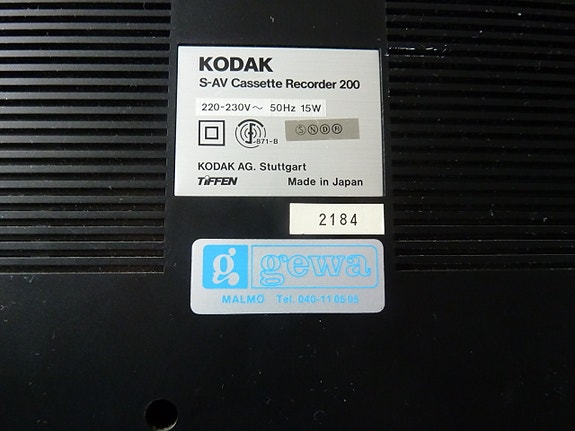 KODAK
S-AV Cassette Recorder 200
220-230V~ 50Hz 15W
S N D FI
-871-B
KODAK AG. Stuttgart
TIFFEN Made in Japan
2184
g gewa
MALMÖ Tel. 040-11 05 95